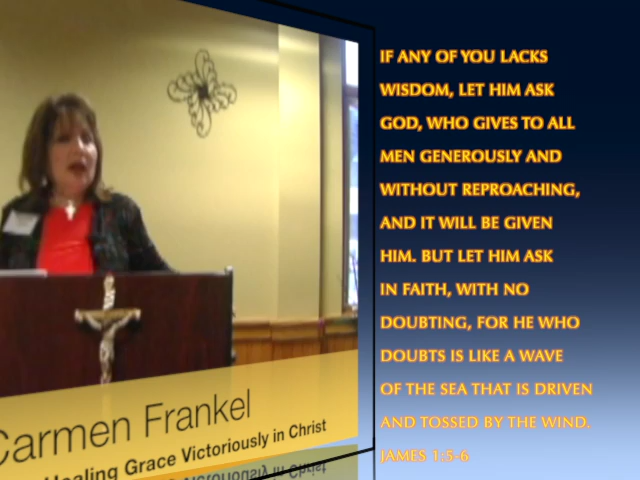 IF ANY OF YOU LACKS
WISDOM, LET HIM ASK
GOD, WHO GIVES TO ALL
MEN GENEROUSLY AND
WITHOUT REPROACHING,
AND IT WILL BE GIVEN
HIM. BUT LET HIM ASK
IN FAITH, WITH NO
DOUBTING, FOR HE WHO
DOUBTS IS LIKE A WAVE
OF THE SEA THAT IS DRIVEN
AND TOSSED BY THE WIND.
JAMES 1:5-6
Carmen Frankel
Healing Grace Victoriously in Christ